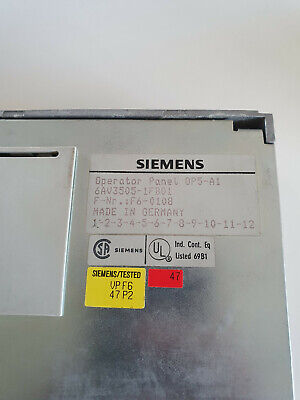 SIEMENS
Operator Panel OP5-A1
6AV3505-1FB01
F-Nr.:F6-0108
MADE IN GERMANY
1-2-3-4-5-6-7-8-9-10-11-12
SA SIEMENS
UL Ind. Cont. Eq
Listed 69B1
SIEMENS/TESTED
VP F6
47 P2
47